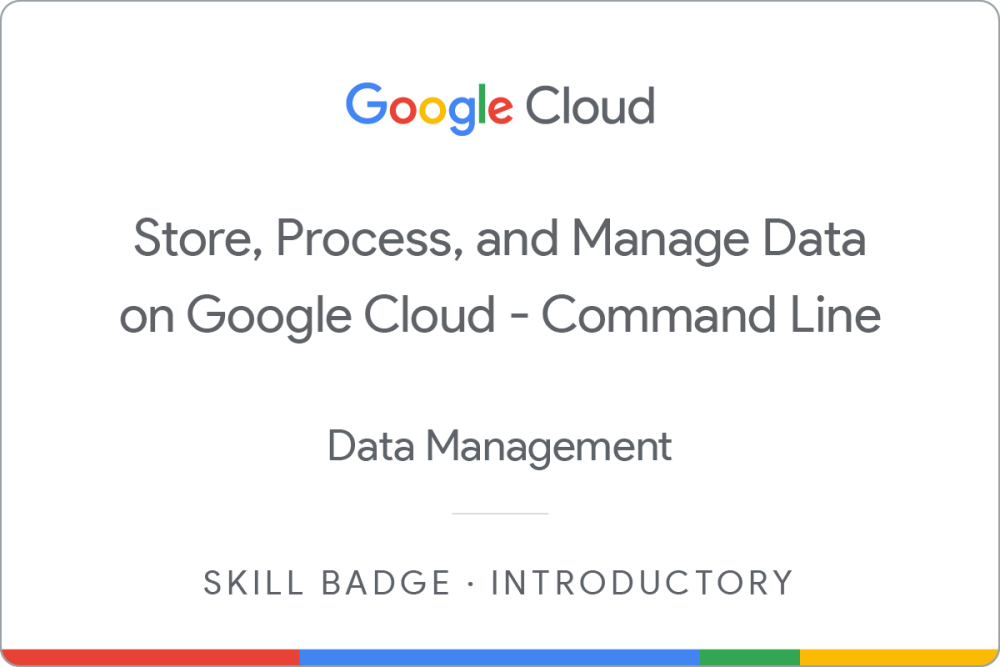 Google Cloud
Store, Process, and Manage Data
on Google Cloud - Command Line
Data Management
SKILL BADGE · INTRODUCTORY